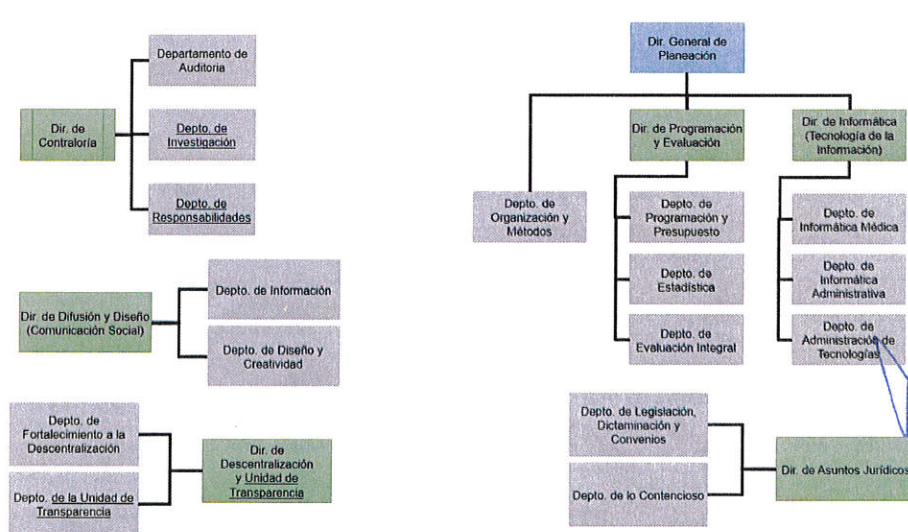 Departamento de
Auditoria
Dir. de
Contraloría
Depto. de
Investigación
Depto. de
Responsabilidades
Dir. de Difusión y Diseño
(Comunicación Social)
Depto. de Información
Depto. de Diseño y
Creatividad
Depto. de
Fortalecimiento a la
Descentralización
Depto. de la Unidad de
Transparencia
Dir. de
Descentralización
y Unidad de
Transparencia
Dir. General de
Planeación
Dir. de Programación
y Evaluación
Dir. de Informática
(Tecnología de la
Información)
Depto. de
Organización y
Métodos
Depto. de
Programación y
Presupuesto
Depto. de
Estadística
Depto. de
Evaluación Integral
Depto. de
Informática Médica
Depto. de
Informática
Administrativa
Depto. de
Administración de
Tecnologías
Depto. de Legislación,
Dictaminación y
Convenios
Depto. de lo Contencioso
Dir. de Asuntos Jurídicos